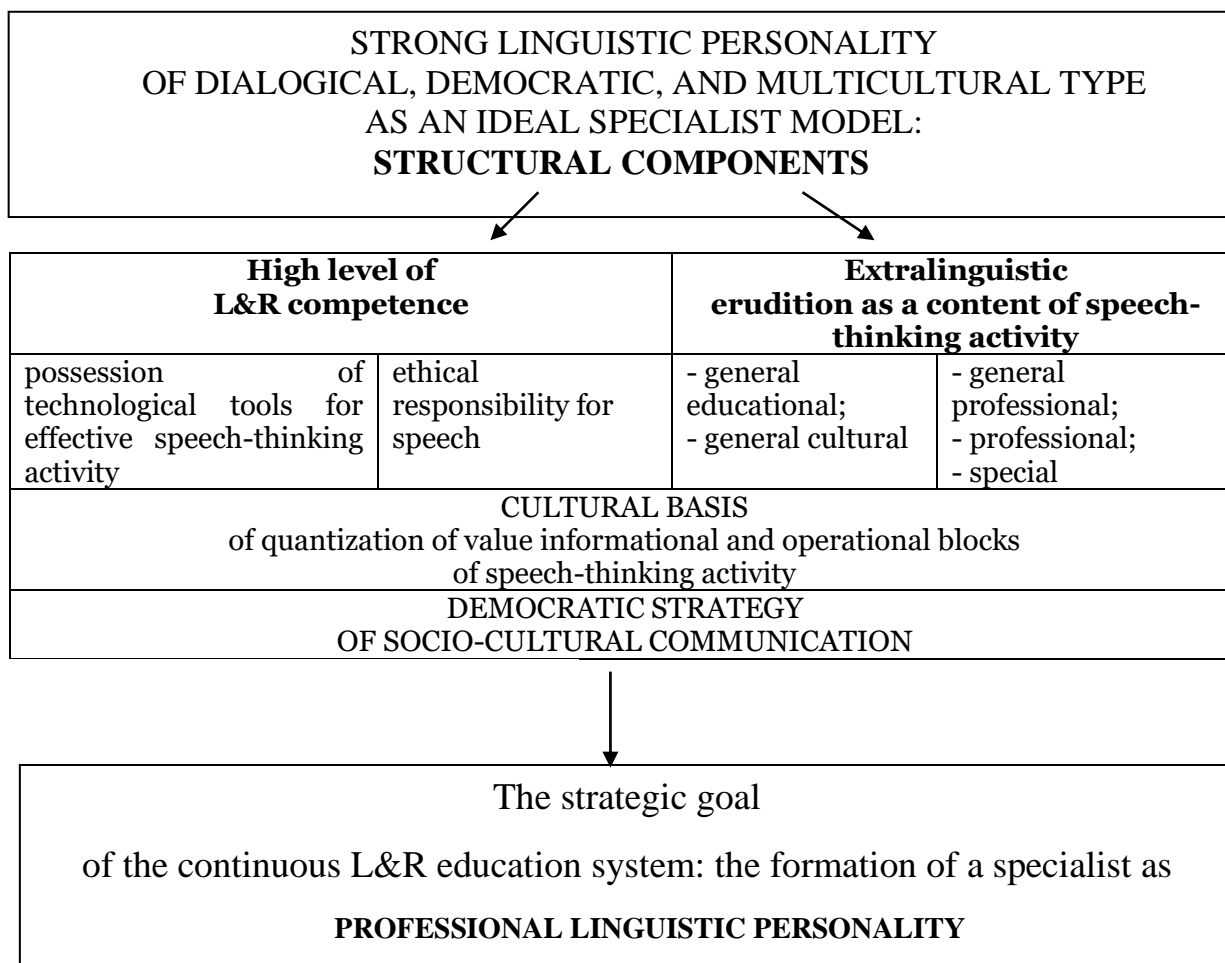 STRONG LINGUISTIC PERSONALITY
OF DIALOGICAL, DEMOCRATIC, AND MULTICULTURAL TYPE
AS AN IDEAL SPECIALIST MODEL:
STRUCTURAL COMPONENTS
High level of
L&R competence
Extralinguistic
erudition as a content of speech-
thinking activity
possession of
technological tools for
effective speech-thinking
activity
ethical
responsibility for
speech
- general
educational;
- general cultural
- general
professional;
- professional;
- special
CULTURAL BASIS
of quantization of value informational and operational blocks
of speech-thinking activity
DEMOCRATIC STRATEGY
OF SOCIO-CULTURAL COMMUNICATION
The strategic goal
of the continuous L&R education system: the formation of a specialist as
PROFESSIONAL LINGUISTIC PERSONALITY